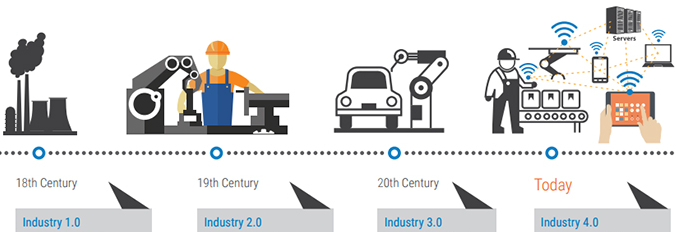 Servers
18th Century
19th Century
20th Century
Today
Industry 1.0
Industry 2.0
Industry 3.0
Industry 4.0